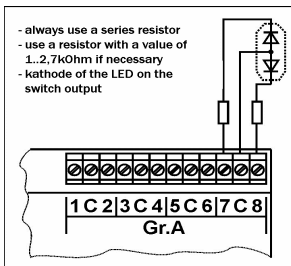 - always use a series resistor
- use a resistor with a value of
1..2,7kOhm if necessary
- kathode of the LED on the
switch output
1 C 2 3 C 4 5 C 6 7 C 8
Gr.A